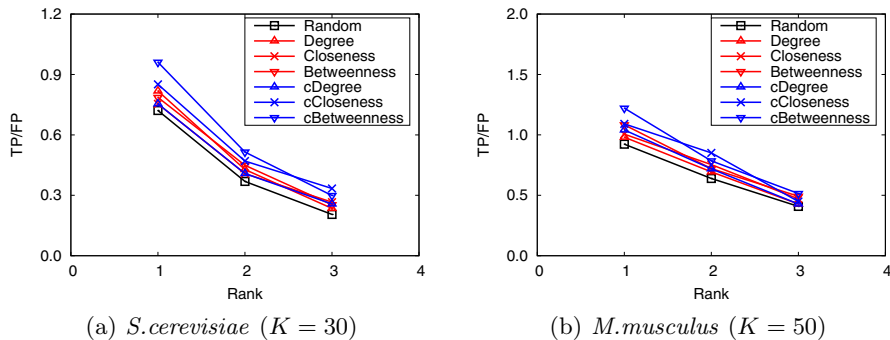 1.2
0.9
0.6
0.3
0.0
TP/FP
0 1 2 3 4
Rank
Random
Degree
Closeness
Betweenness
cDegree
cCloseness
cBetweenness
(a) S.cerevisiae (K = 30)
2.0
1.5
1.0
0.5
0.0
TP/FP
0 1 2 3 4
Rank
Random
Degree
Closeness
Betweenness
cDegree
cCloseness
cBetweenness
(b) M.musculus (K = 50)